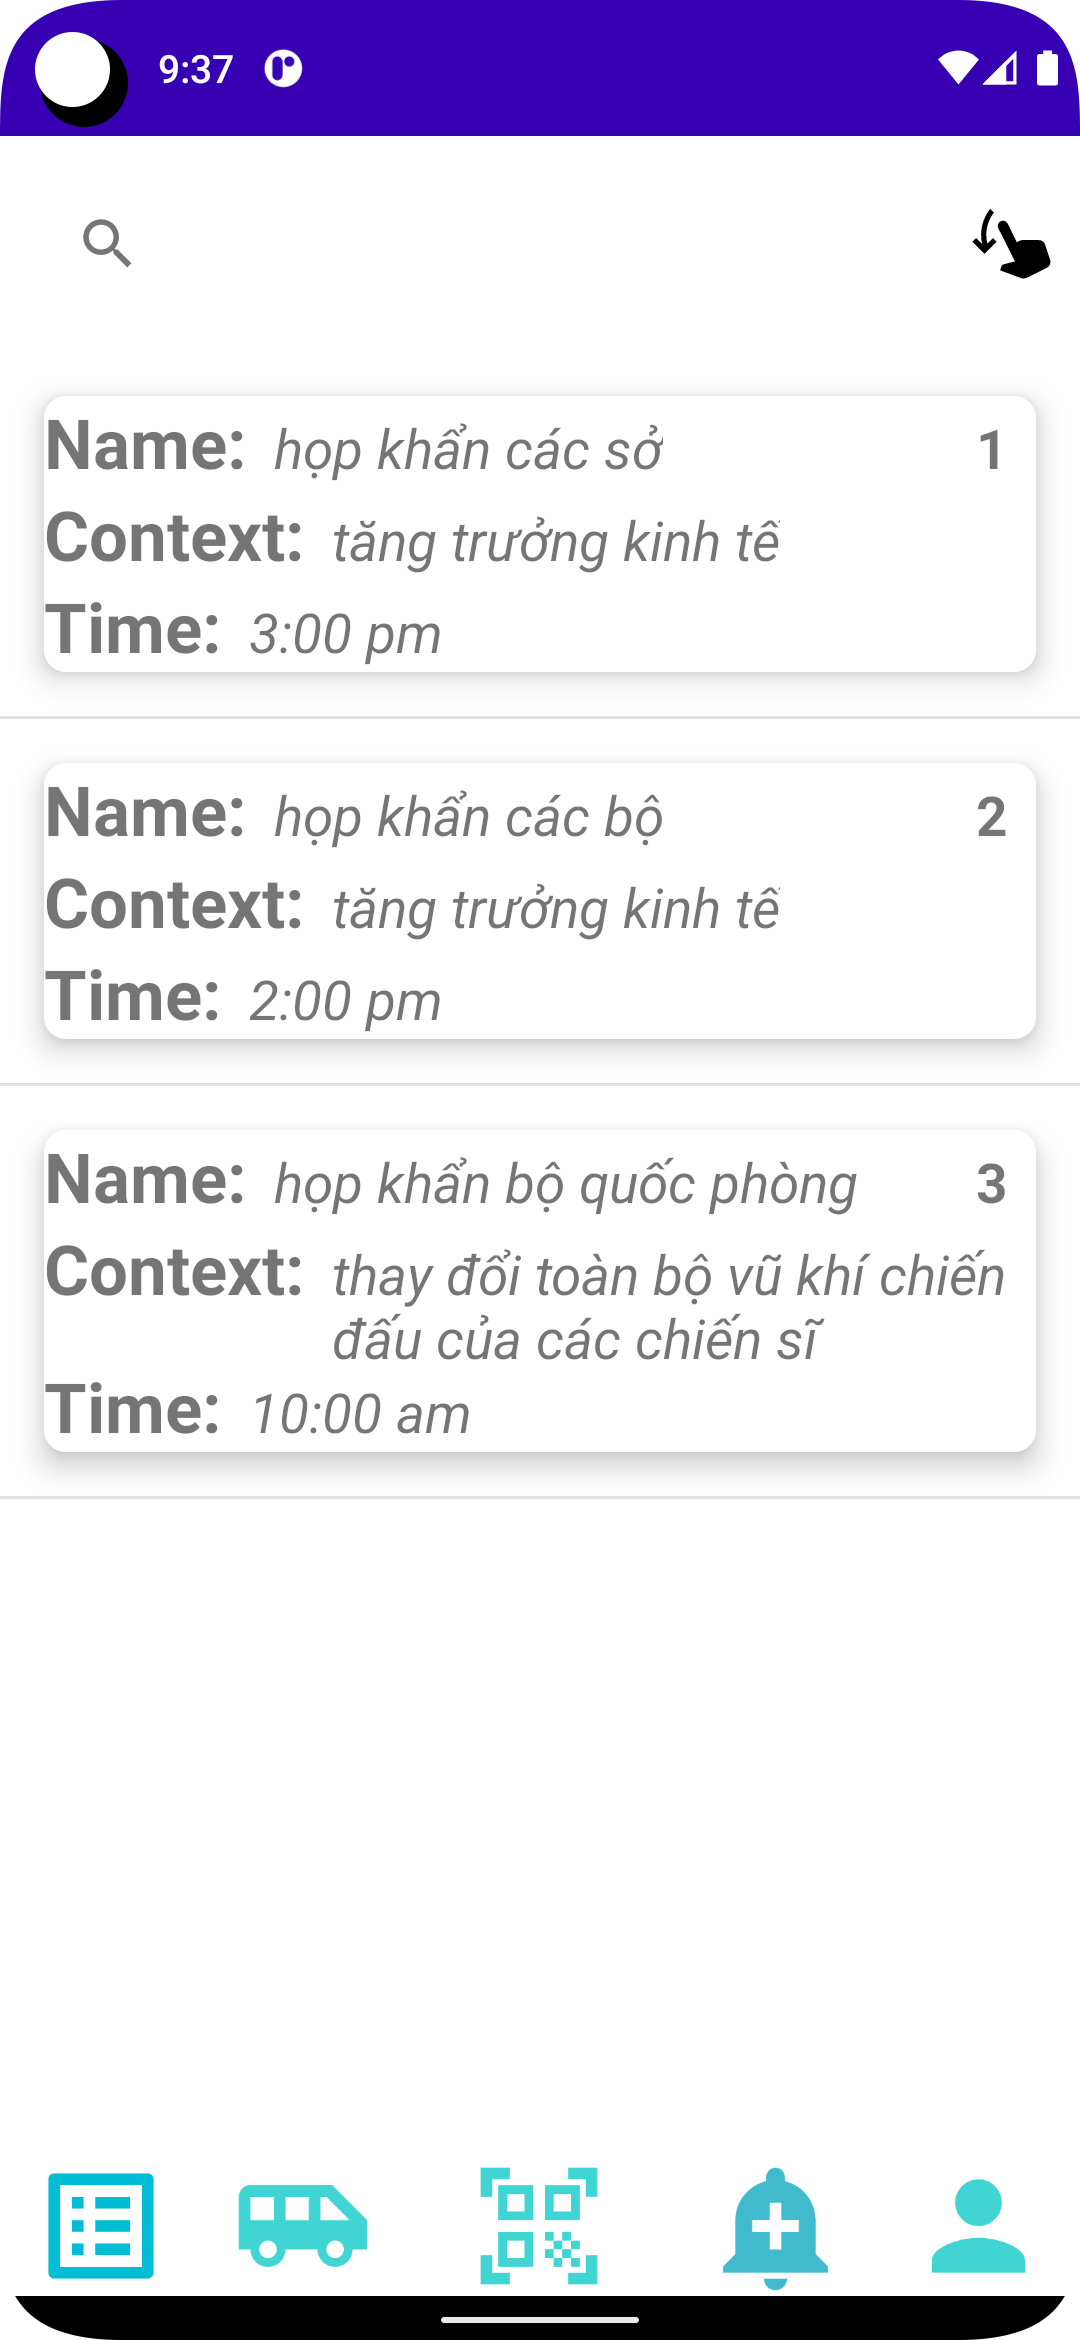 9:37
Name: họp khẩn các sở 1
Context: tăng trưởng kinh tế
Time: 3:00 pm
Name: họp khẩn các bộ 2
Context: tăng trưởng kinh tế
Time: 2:00 pm
Name: họp khẩn bộ quốc phòng 3
Context: thay đổi toàn bộ vũ khí chiến
đấu của các chiến sĩ
Time: 10:00 am